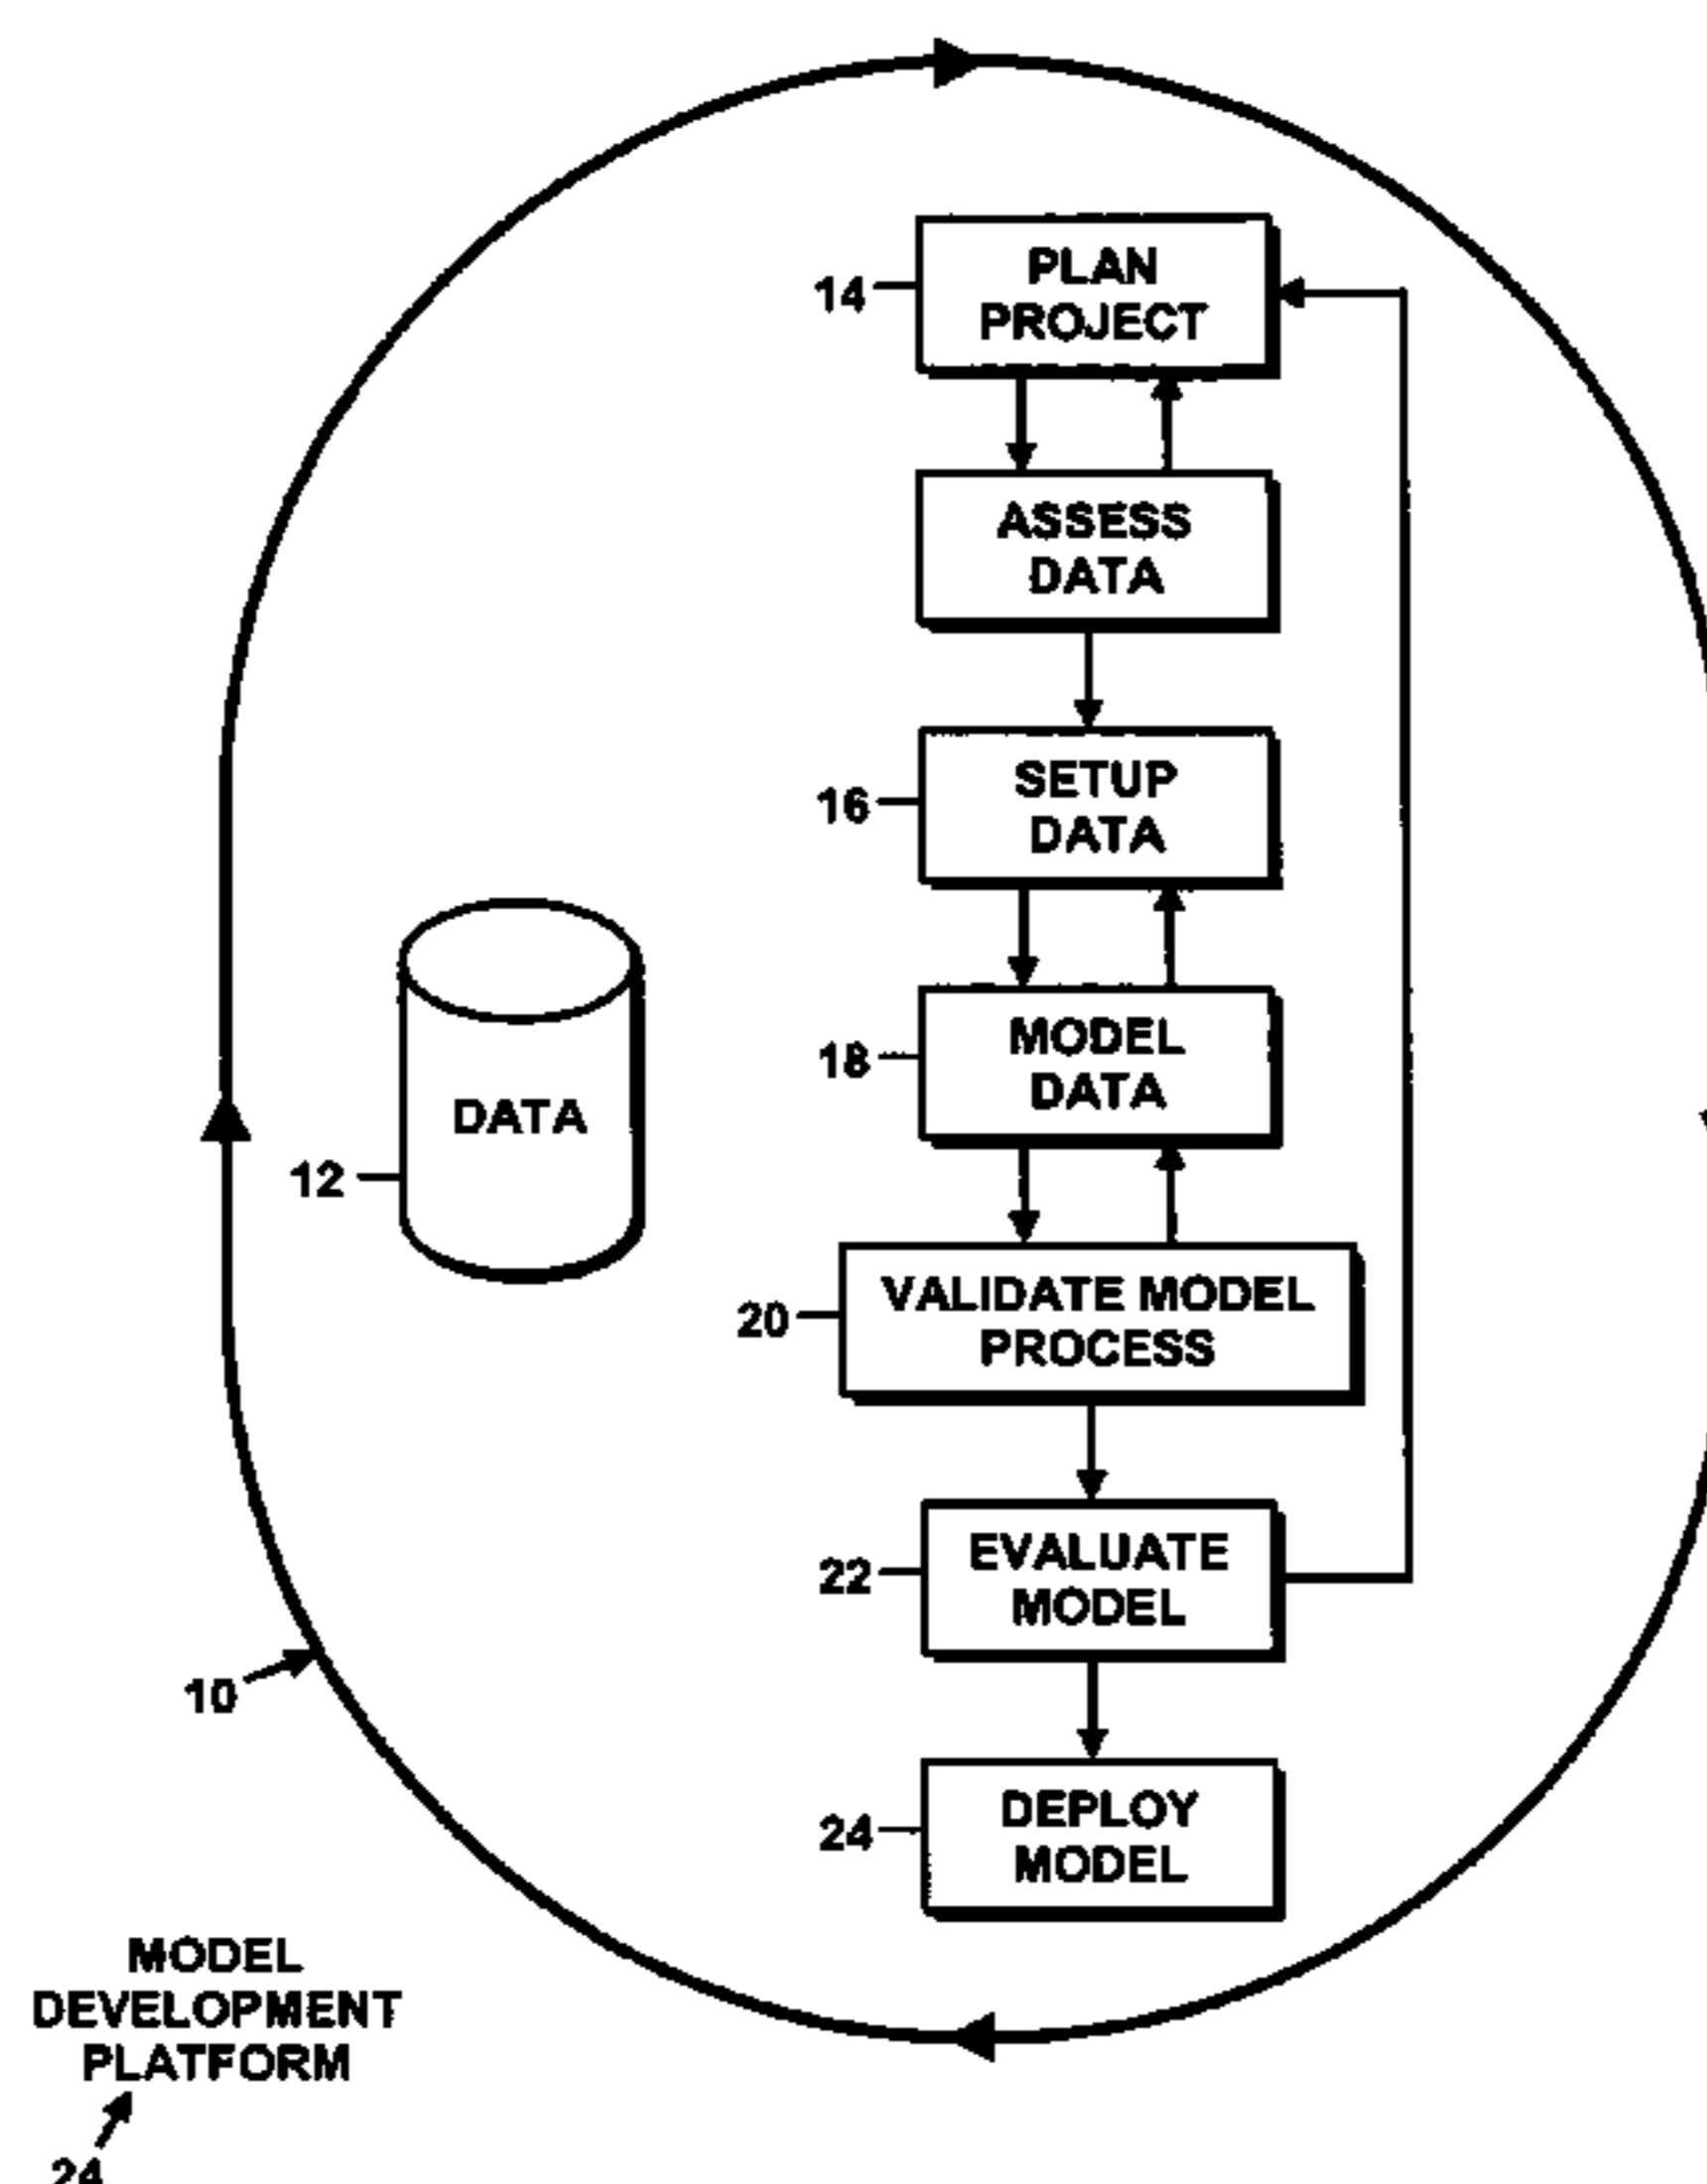 PLAN
14
PROJECT
ASSESS
DATA
SETUP
16
DATA
MODEL
18
DATA
DATA
12
VALIDATE MODEL
20
PROCESS
EVALUATE
22
MODEL
10
DEPLOY
24
MODEL
MODEL
DEVELOPMENT
PLATFORM
24